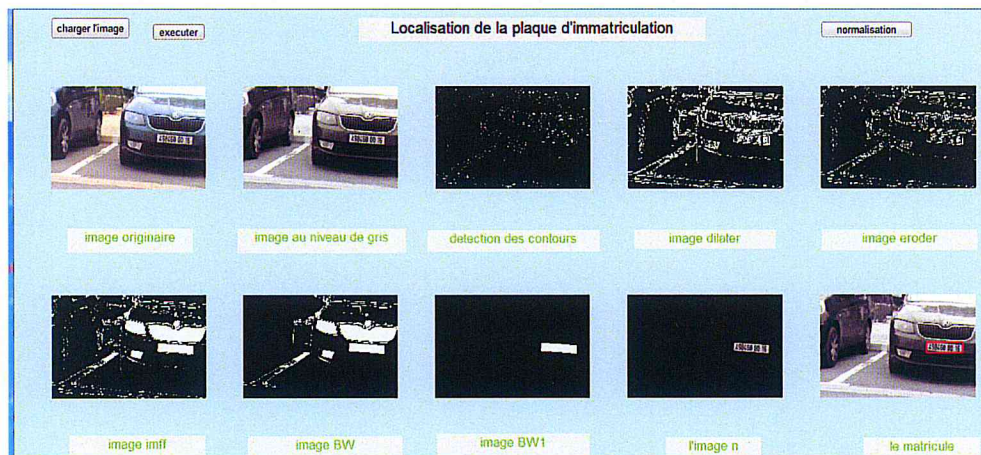 charger l'image
executer
Localisation de la plaque d'immatriculation
normalisation
image originaire
image au niveau de gris
detection des contours
image dilater
image eroder
image imff
image BW
image BW1
l'image n
le matricule